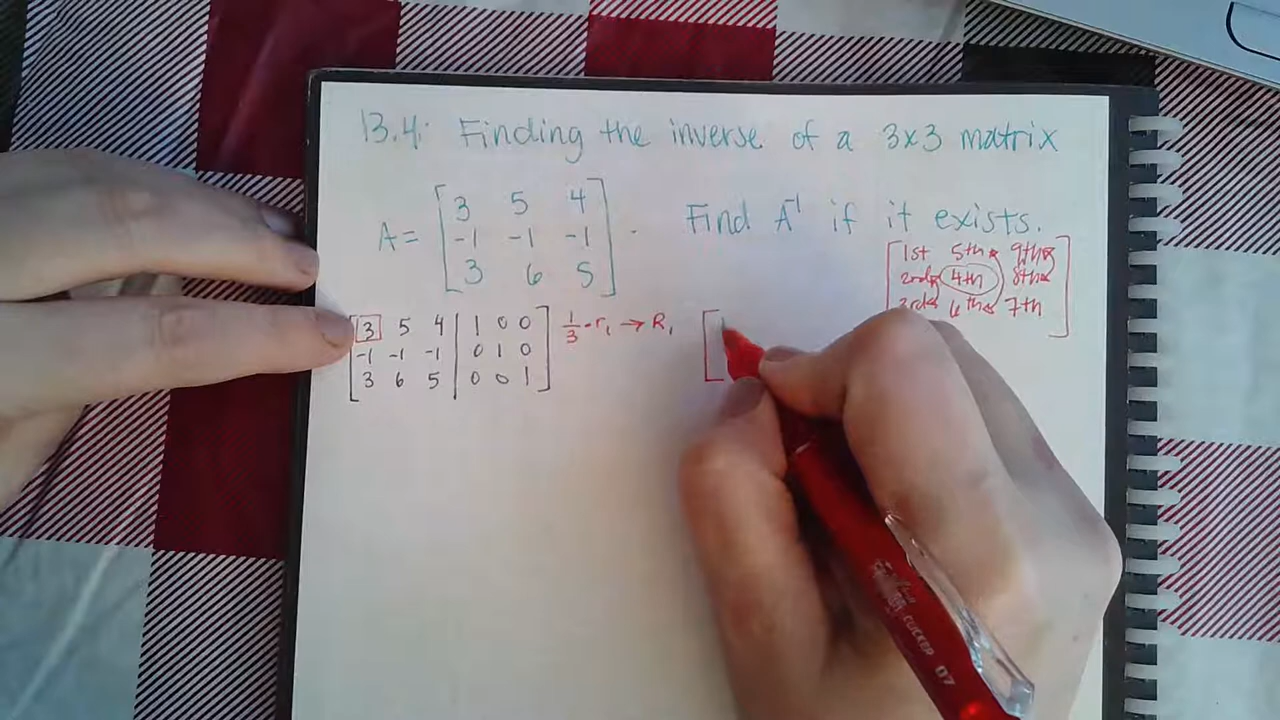 13.4: Finding the inverse of a 3x3 matrix
A = [3 5 4
-1 -1 -1
3 6 5] . Find A⁻¹ if it exists.
[1st 5th 9th
2nd 4th 8th
3rd 6th 7th]
[3 5 4 | 1 0 0
-1 -1 -1 | 0 1 0
3 6 5 | 0 0 1] 1/3 · r₁ → R₁ [
CLICKER 07